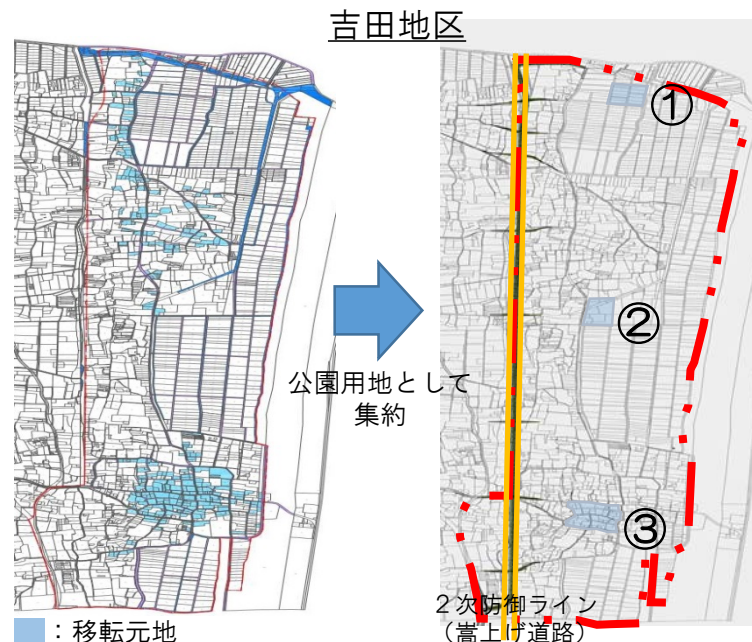 吉田地区
①
②
公園用地として
集約
③
：移転元地
２次防御ライン
（嵩上げ道路）